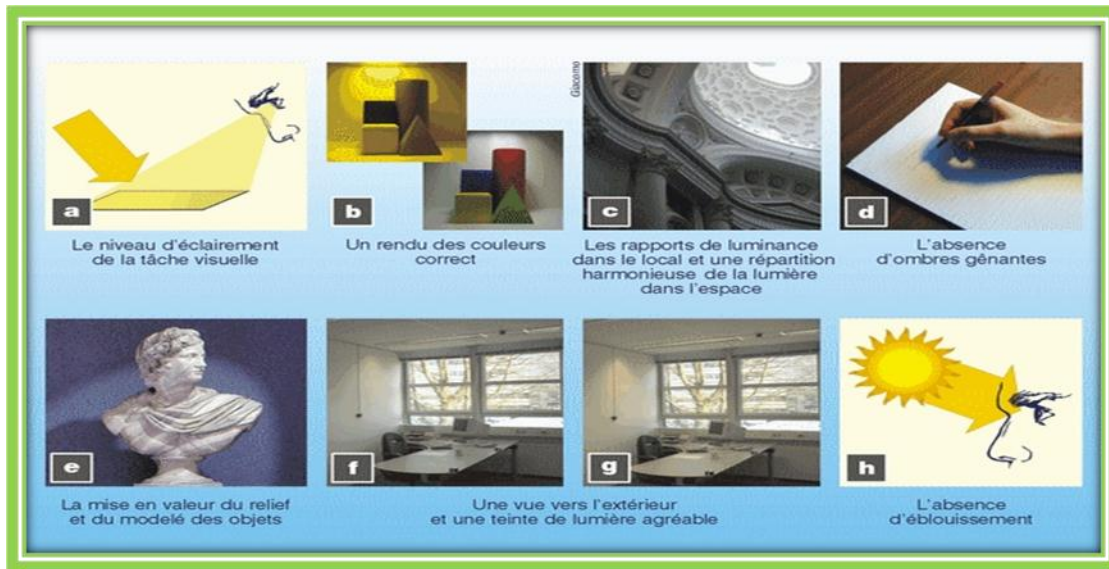 Giacomo
a
b
c
d
Le niveau d'éclairement
de la tâche visuelle
Un rendu des couleurs
correct
Les rapports de luminance
dans le local et une répartition
harmonieuse de la lumière
dans l'espace
L'absence
d'ombres gênantes
e
f
g
h
La mise en valeur du relief
et du modelé des objets
Une vue vers l'extérieur
et une teinte de lumière agréable
L'absence
d'éblouissement